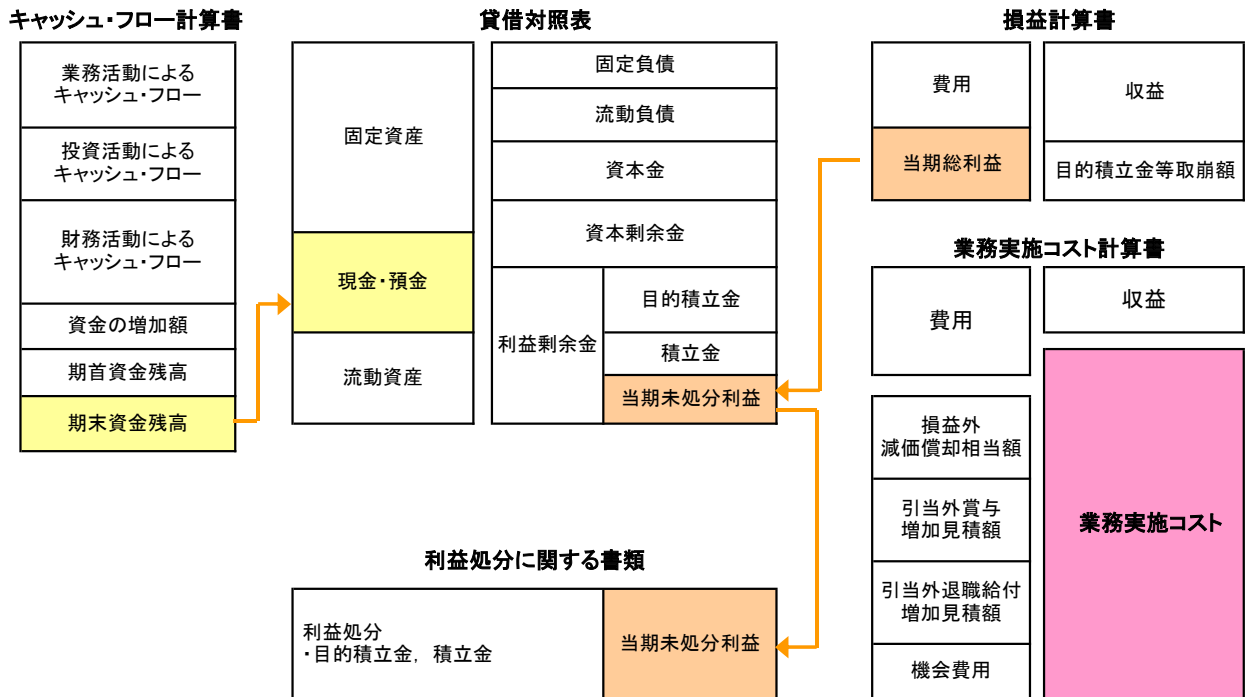 キャッシュ・フロー計算書
業務活動による
キャッシュ・フロー
投資活動による
キャッシュ・フロー
財務活動による
キャッシュ・フロー
資金の増加額
期首資金残高
期末資金残高
貸借対照表
固定資産
現金・預金
流動資産
固定負債
流動負債
資本金
資本剰余金
利益剰余金
目的積立金
積立金
当期未処分利益
損益計算書
費用
当期総利益
収益
目的積立金等取崩額
業務実施コスト計算書
費用
収益
損益外
減価償却相当額
引当外賞与
増加見積額
引当外退職給付
増加見積額
機会費用
業務実施コスト
利益処分に関する書類
利益処分
・目的積立金，積立金
当期未処分利益